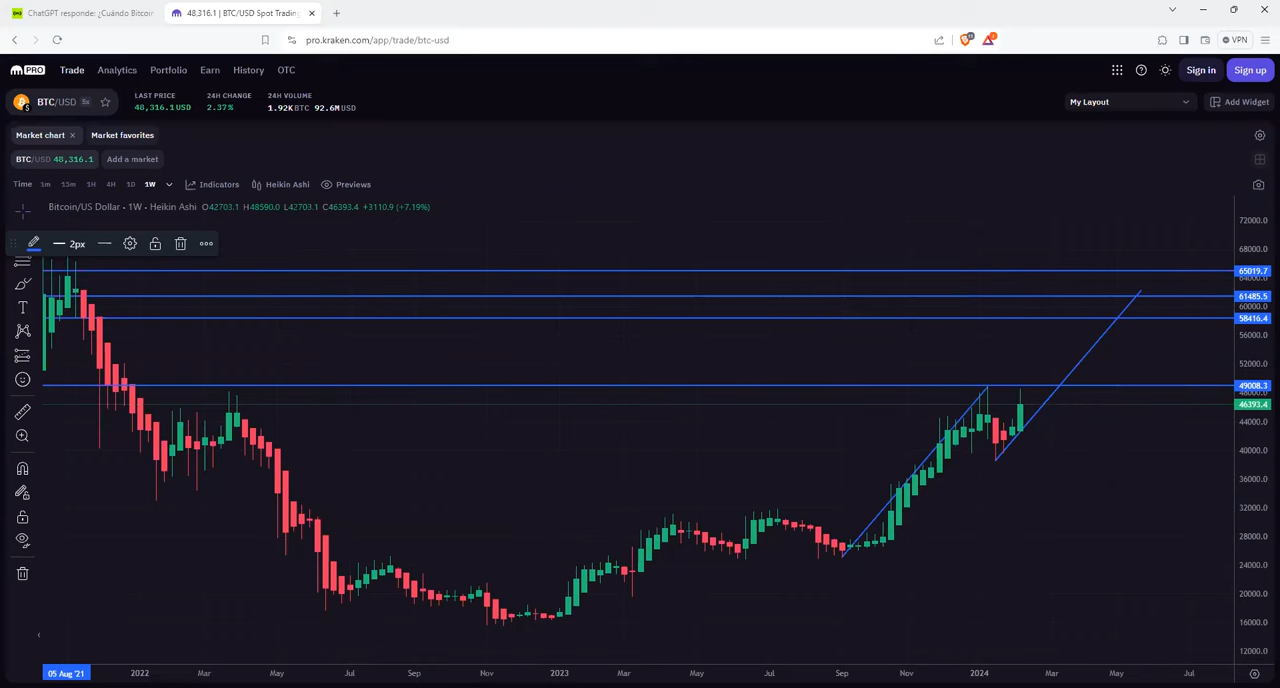 ChatGPT responde: ¿Cuándo Bitcoin
48,316.1 | BTC/USD Spot Trading
pro.kraken.com/app/trade/btc-usd
VPN
PRO Trade Analytics Portfolio Earn History OTC
Sign in Sign up
BTC/USD 5x
LAST PRICE 24H CHANGE 24H VOLUME
48,316.1 USD 2.37% 1.92K BTC 92.6M USD
My Layout Add Widget
Market chart Market favorites
BTC/USD 48,316.1 Add a market
Time 1m 15m 1H 4H 1D 1W Indicators Heikin Ashi Previews
Bitcoin/US Dollar • 1W • Heikin Ashi O42703.1 H48590.0 L42703.1 C46393.4 +3110.9 (+7.19%)
2px
72000.0
68000.0
65019.7
64000.0
61485.5
60000.0
58416.4
56000.0
52000.0
49008.3
48000.0
46393.4
44000.0
40000.0
36000.0
32000.0
28000.0
24000.0
20000.0
16000.0
12000.0
05 Aug '21 2022 Mar May Jul Sep Nov 2023 Mar May Jul Sep Nov 2024 Mar May Jul